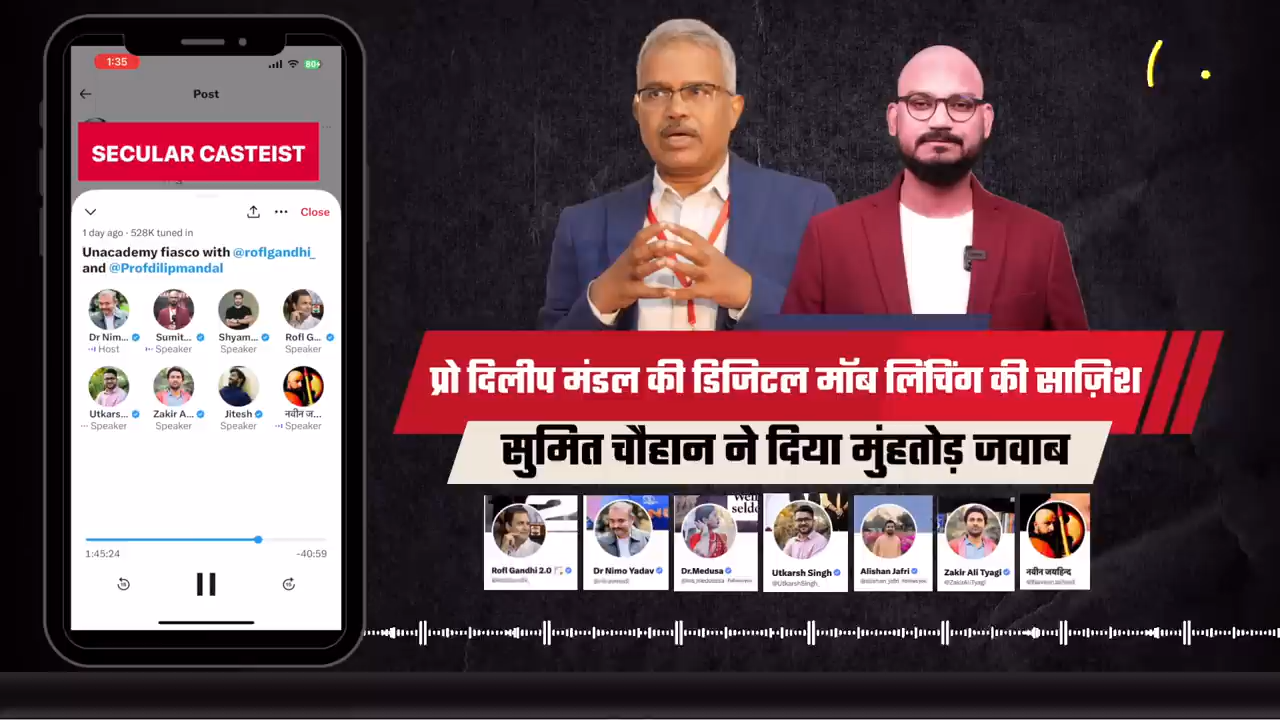 1:35
80+
Post
SECULAR CASTEIST
Close
1 day ago · 528K tuned in
Unacademy fiasco with @roflgandhi_
and @Profdilipmandal
Dr Nim... Sumit... Shyam... Rofl G...
Host Speaker Speaker Speaker
Utkars... Zakir A... Jitesh नवीन ज...
Speaker Speaker Speaker Speaker
1:45:24 -40:59
प्रो दिलीप मंडल की डिजिटल मॉब लिंचिंग की साज़िश
सुमित चौहान ने दिया मुंहतोड़ जवाब
Rofl Gandhi 2.0 Dr Nimo Yadav Dr.Medusa Utkarsh Singh Alishan Jafri Zakir Ali Tyagi नवीन जयहिन्द
@UtkarshSingh_ @ZakirAliTyagi